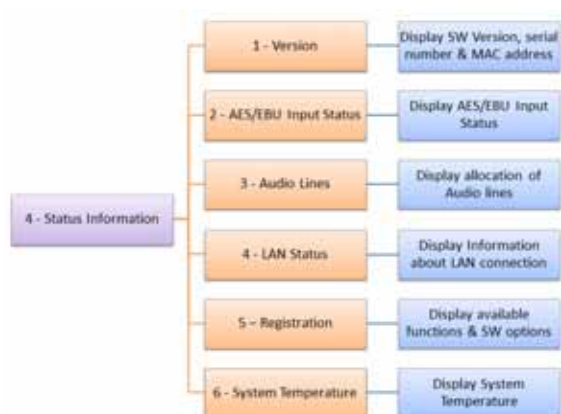 1 - Version
Display SW Version, serial
number & MAC address
2 - AES/EBU Input Status
Display AES/EBU Input
Status
3 - Audio Lines
Display allocation of
Audio lines
4 - Status Information
4 - LAN Status
Display Information
about LAN connection
5 – Registration
Display available
functions & SW options
6 - System Temperature
Display System
Temperature